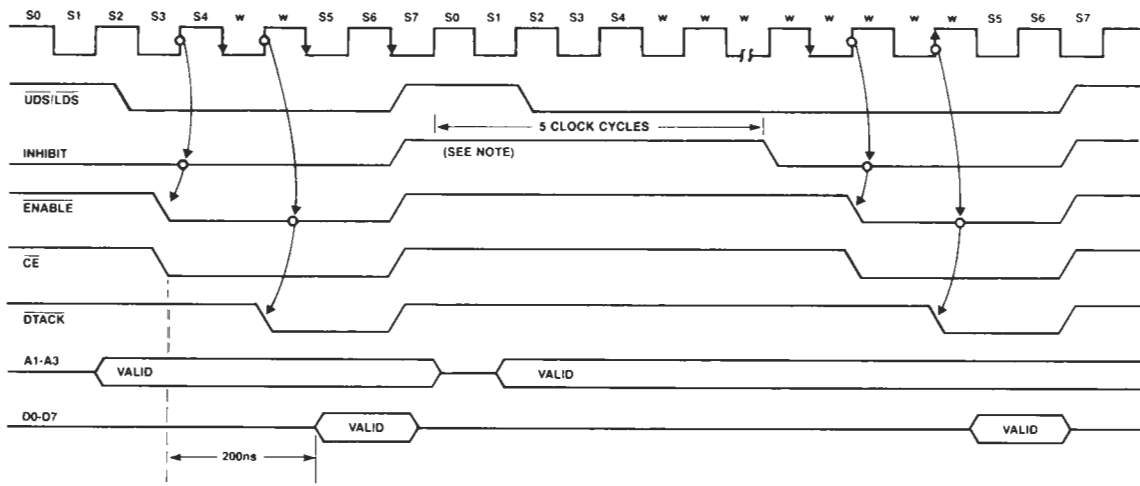 S0 S1 S2 S3 S4 w w S5 S6 S7 S0 S1 S2 S3 S4 w w w w w w w w S5 S6 S7
UDS/LDS
5 CLOCK CYCLES
INHIBIT
(SEE NOTE)
ENABLE
CE
DTACK
A1-A3
VALID
VALID
D0-D7
VALID
VALID
200ns